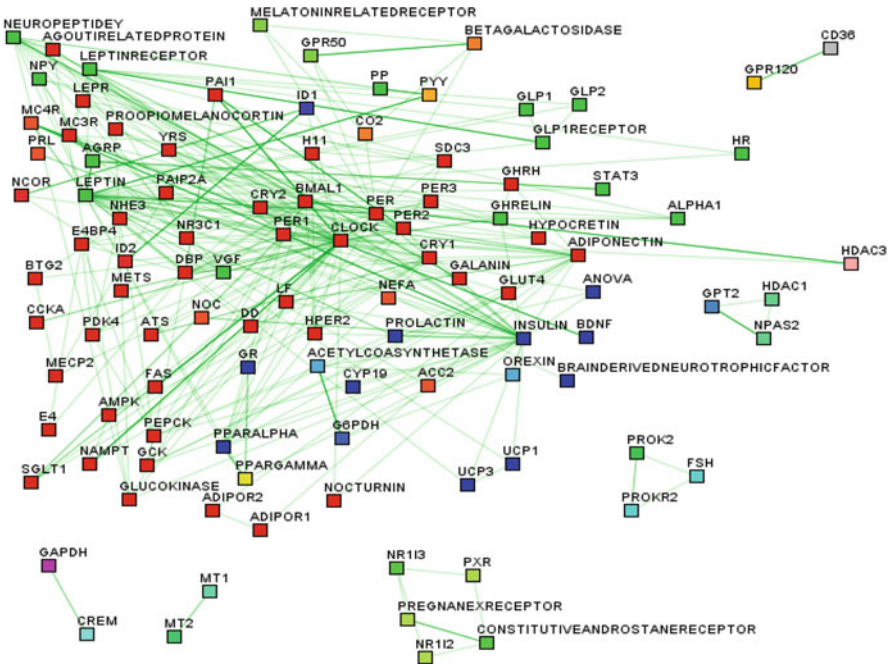 MELATONINRELATEDRECEPTOR
NEUROPEPTIDEY
AGOUTIRELATEDPROTEIN
GPR50
BETAGALACTOSIDASE
CD36
NPY
LEPTINRECEPTOR
GPR120
LEPR
PAI1
ID1
PP
PYY
GLP1
GLP2
MC4R
PROOPIOMELANOCORTIN
MC3R
CO2
GLP1RECEPTOR
PRL
YRS
H11
SDC3
HR
AGRP
NCOR
LEPTIN
PAIP2A
BMAL1
GHRH
STAT3
CRY2
PER
PER3
NHE3
GHRELIN
ALPHA1
NR3C1
PER1
PER2
E4BP4
CLOCK
HYPOCRETIN
ID2
CRY1
ADIPONECTIN
HDAC3
BTG2
DBP
VGF
GALANIN
METS
LF
NEFA
GLUT4
ANOVA
GPT2
HDAC1
CCKA
PDK4
ATS
NOC
DD
HPER2
PROLACTIN
INSULIN
BDNF
NPAS2
MECP2
GR
ACETYLCOASYNTHETASE
FAS
CYP19
ACC2
OREXIN
BRAINDERIVEDNEUROTROPHICFACTOR
E4
AMPK
PEPCK
PPARALPHA
G6PDH
UCP1
PROK2
NAMPT
GCK
SGLT1
PPARGAMMA
UCP3
FSH
GLUCOKINASE
NOCTURNIN
PROKR2
ADIPOR2
ADIPOR1
GAPDH
MT1
NR1I3
PXR
CREM
MT2
PREGNANEXRECEPTOR
CONSTITUTIVEANDROSTANERECEPTOR
NR1I2